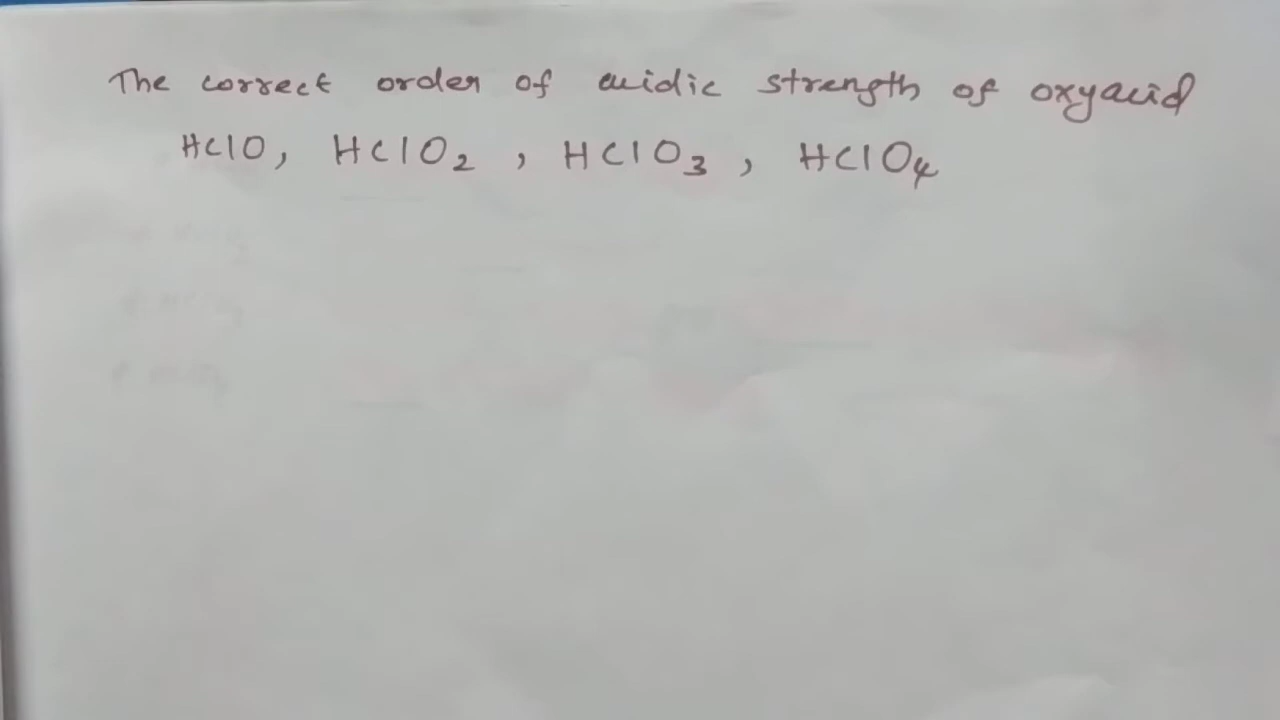 The correct order of acidic strength of oxyacid
HClO, HClO2, HClO3, HClO4